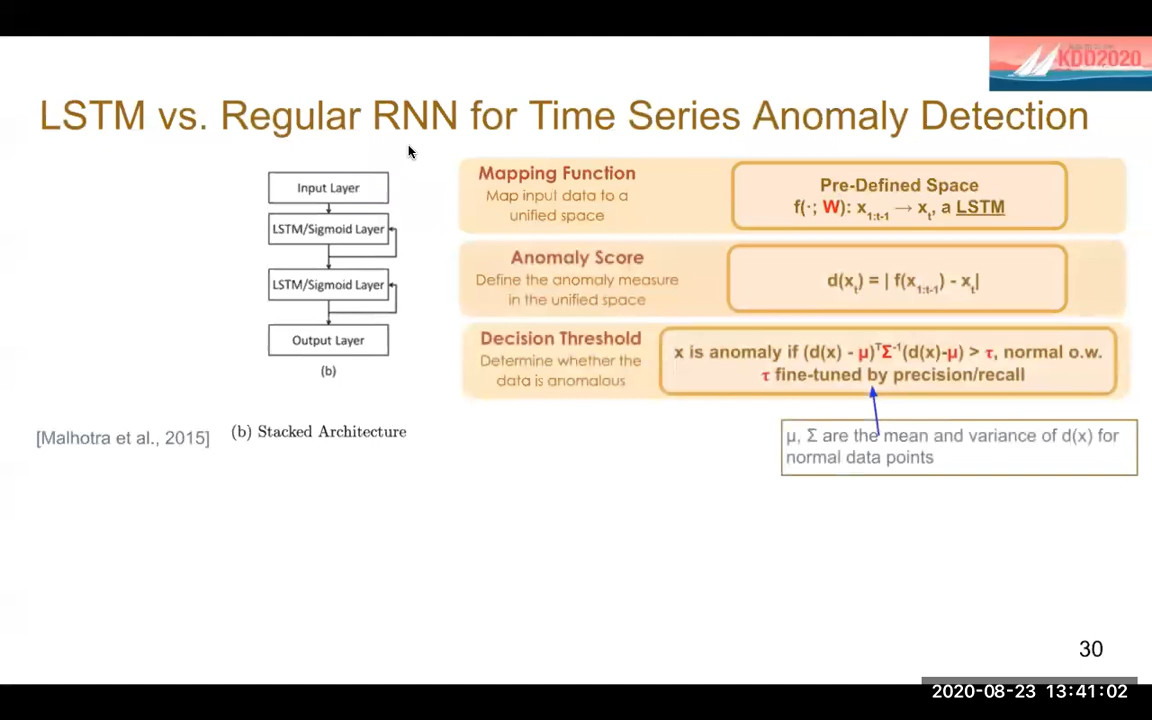 KDD2020
LSTM vs. Regular RNN for Time Series Anomaly Detection
Input Layer
LSTM/Sigmoid Layer
LSTM/Sigmoid Layer
Output Layer
(b)
(b) Stacked Architecture
[Malhotra et al., 2015]
Mapping Function
Map input data to a
unified space
Pre-Defined Space
f(·; W): x₁:ₜ₋₁ → xₜ, a LSTM
Anomaly Score
Define the anomaly measure
in the unified space
d(xₜ) = | f(x₁:ₜ₋₁) - xₜ|
Decision Threshold
Determine whether the
data is anomalous
x is anomaly if (d(x) - μ)ᵀΣ⁻¹(d(x)-μ) > τ, normal o.w.
τ fine-tuned by precision/recall
μ, Σ are the mean and variance of d(x) for
normal data points
30
2020-08-23 13:41:02